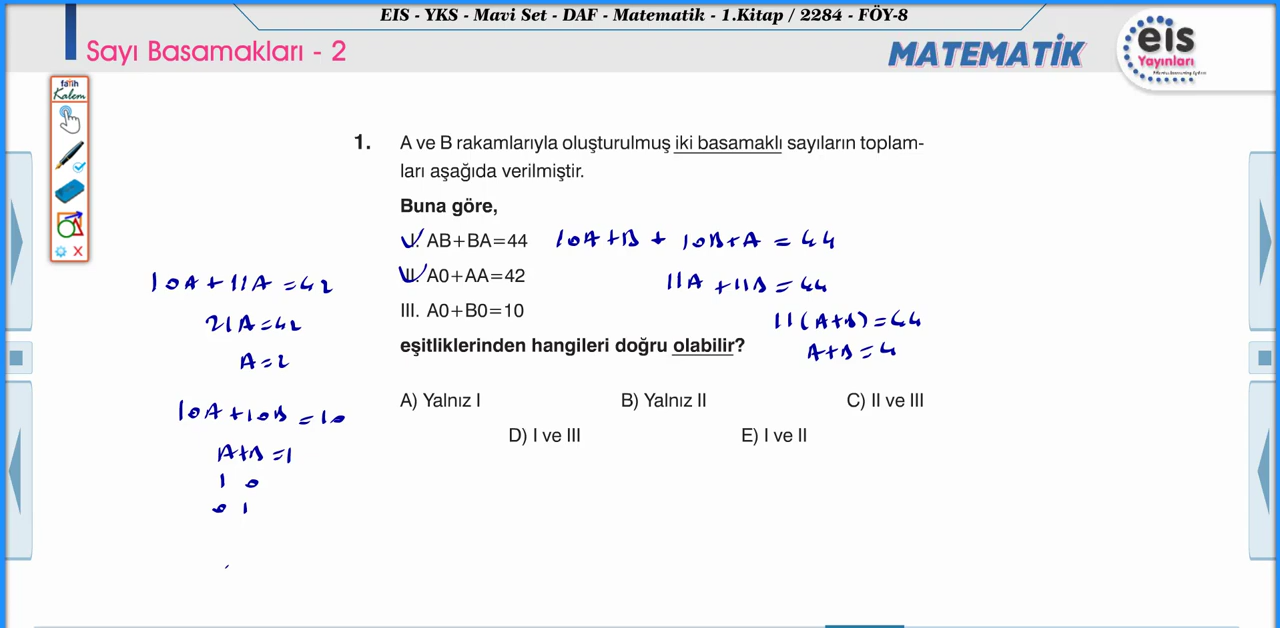 EIS - YKS - Mavi Set - DAF - Matematik - 1.Kitap / 2284 - FÖY-8
Sayı Basamakları - 2
MATEMATİK
eis
Yayınları
fatih
Kalem
1. A ve B rakamlarıyla oluşturulmuş iki basamaklı sayıların toplam-
ları aşağıda verilmiştir.
Buna göre,
I. AB+BA=44 10A+B + 10B+A = 44
II. A0+AA=42 11A +11B = 44
III. A0+B0=10 11(A+B) = 44
eşitliklerinden hangileri doğru olabilir? A+B = 4
10A + 11A = 42
21A = 42
A = 2
10A + 10B = 10
A+B = 1
1 0
0 1
A) Yalnız I B) Yalnız II C) II ve III
D) I ve III E) I ve II